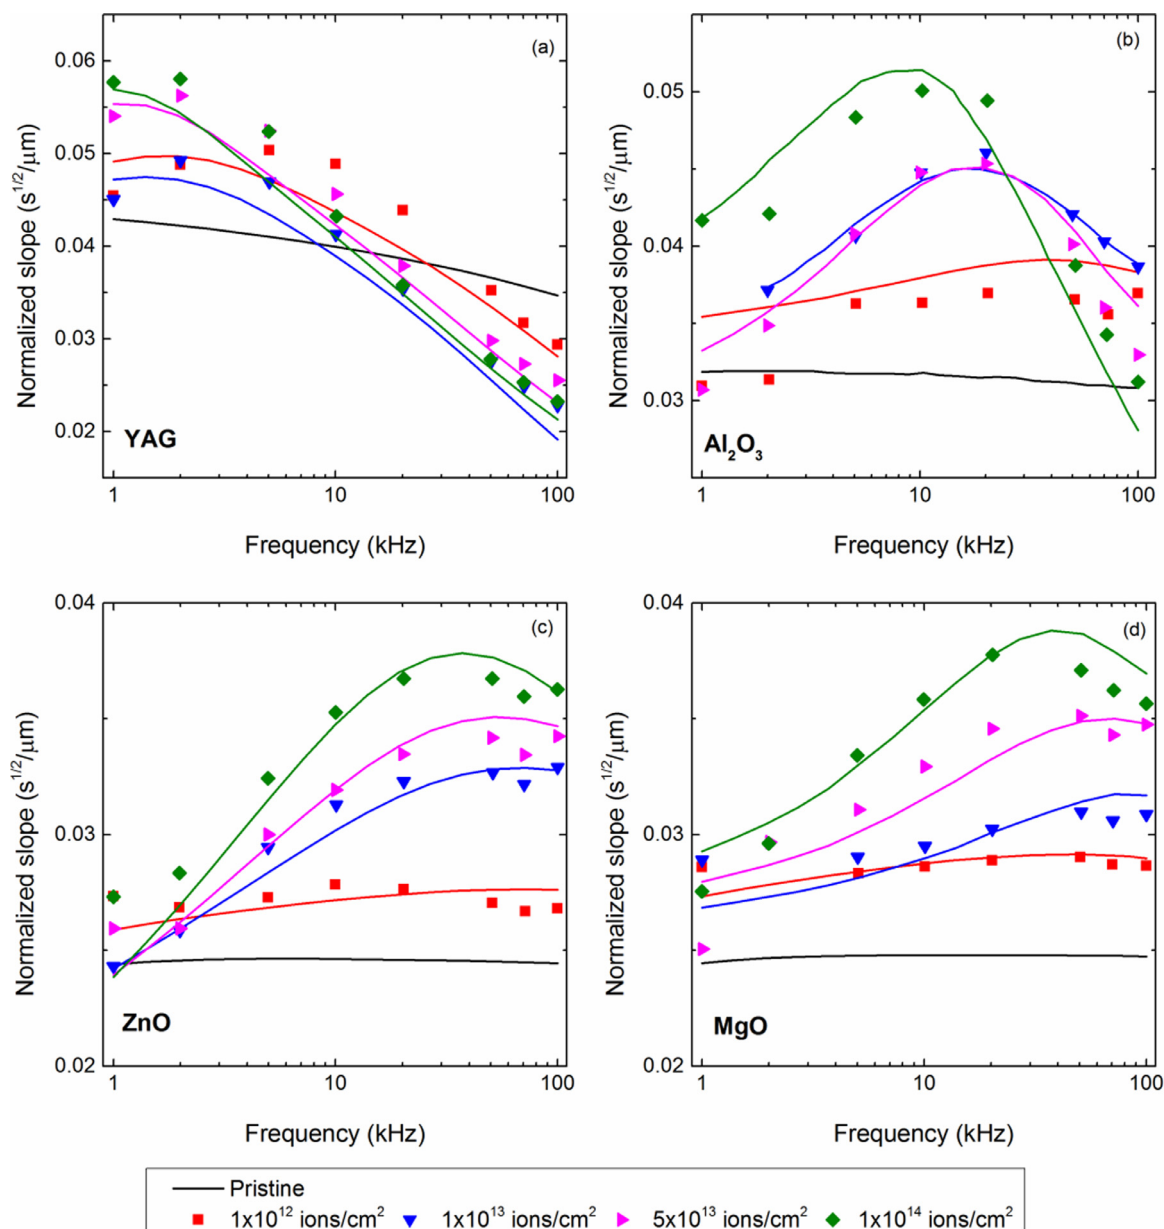 (a)
0.06
0.05
0.04
0.03
0.02
Normalized slope (s^1/2/μm)
YAG
1 10 100
Frequency (kHz)
(b)
0.05
0.04
0.03
Normalized slope (s^1/2/μm)
Al₂O₃
1 10 100
Frequency (kHz)
(c)
0.04
0.03
0.02
Normalized slope (s^1/2/μm)
ZnO
1 10 100
Frequency (kHz)
(d)
0.04
0.03
0.02
Normalized slope (s^1/2/μm)
MgO
1 10 100
Frequency (kHz)
Pristine
1x10¹² ions/cm² 1x10¹³ ions/cm² 5x10¹³ ions/cm² 1x10¹⁴ ions/cm²